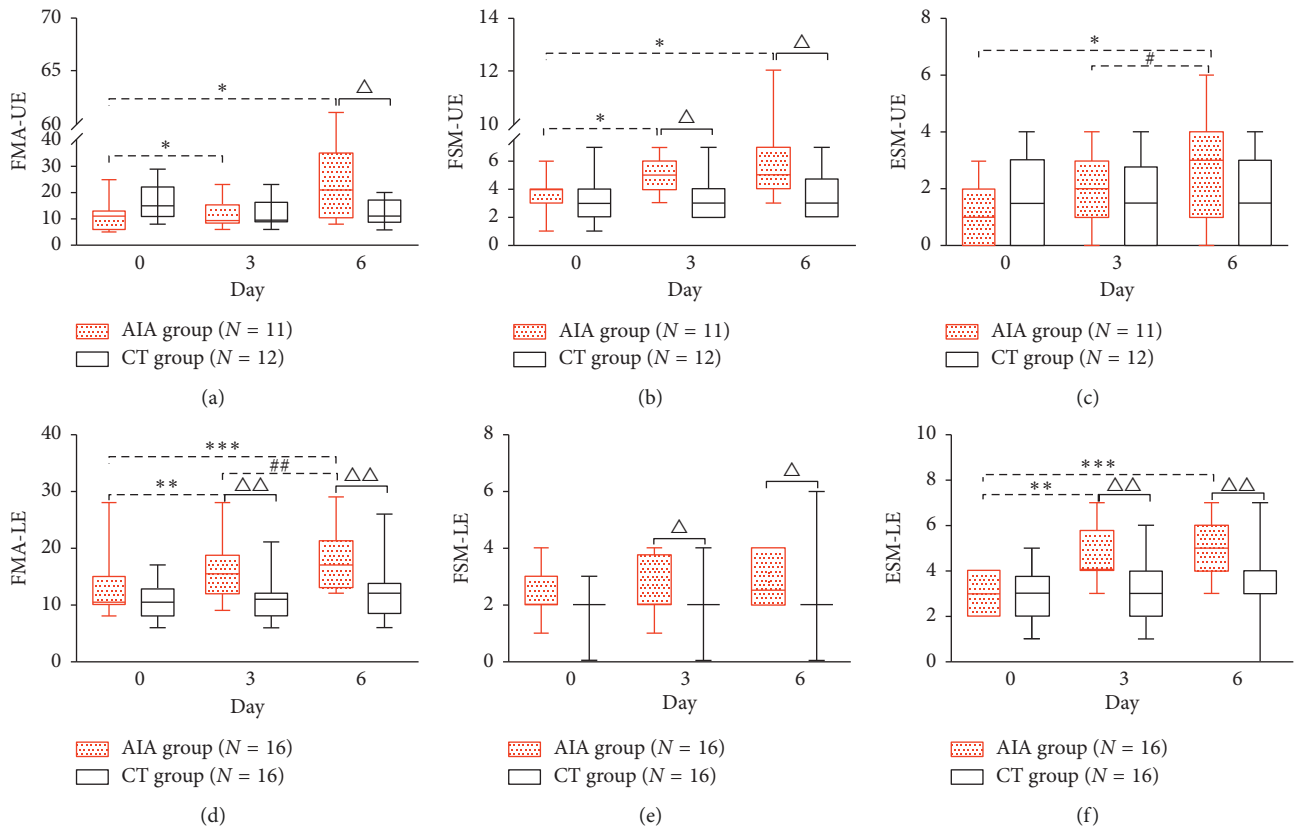 FMA-UE
70
65
60
40
30
20
10
0
*
*
△
0 3 6
Day
AIA group (N = 11)
CT group (N = 12)
(a)
FSM-UE
14
12
10
6
4
2
0
*
*
△
△
0 3 6
Day
AIA group (N = 11)
CT group (N = 12)
(b)
ESM-UE
8
6
4
2
0
*
#
0 3 6
Day
AIA group (N = 11)
CT group (N = 12)
(c)
FMA-LE
40
30
20
10
0
***
##
**
△△
△△
0 3 6
Day
AIA group (N = 16)
CT group (N = 16)
(d)
FSM-LE
8
6
4
2
0
△
△
0 3 6
Day
AIA group (N = 16)
CT group (N = 16)
(e)
ESM-LE
10
8
6
4
2
0
***
**
△△
△△
0 3 6
Day
AIA group (N = 16)
CT group (N = 16)
(f)